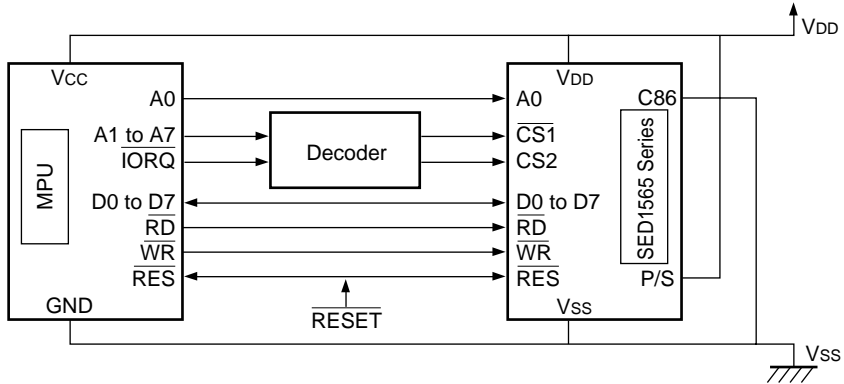 VDD
VCC
VDD
A0
A0
C86
A1 to A7
CS1
IORQ
Decoder
CS2
MPU
SED1565 Series
D0 to D7
D0 to D7
RD
RD
WR
WR
RES
RES
P/S
GND
RESET
VSS
VSS